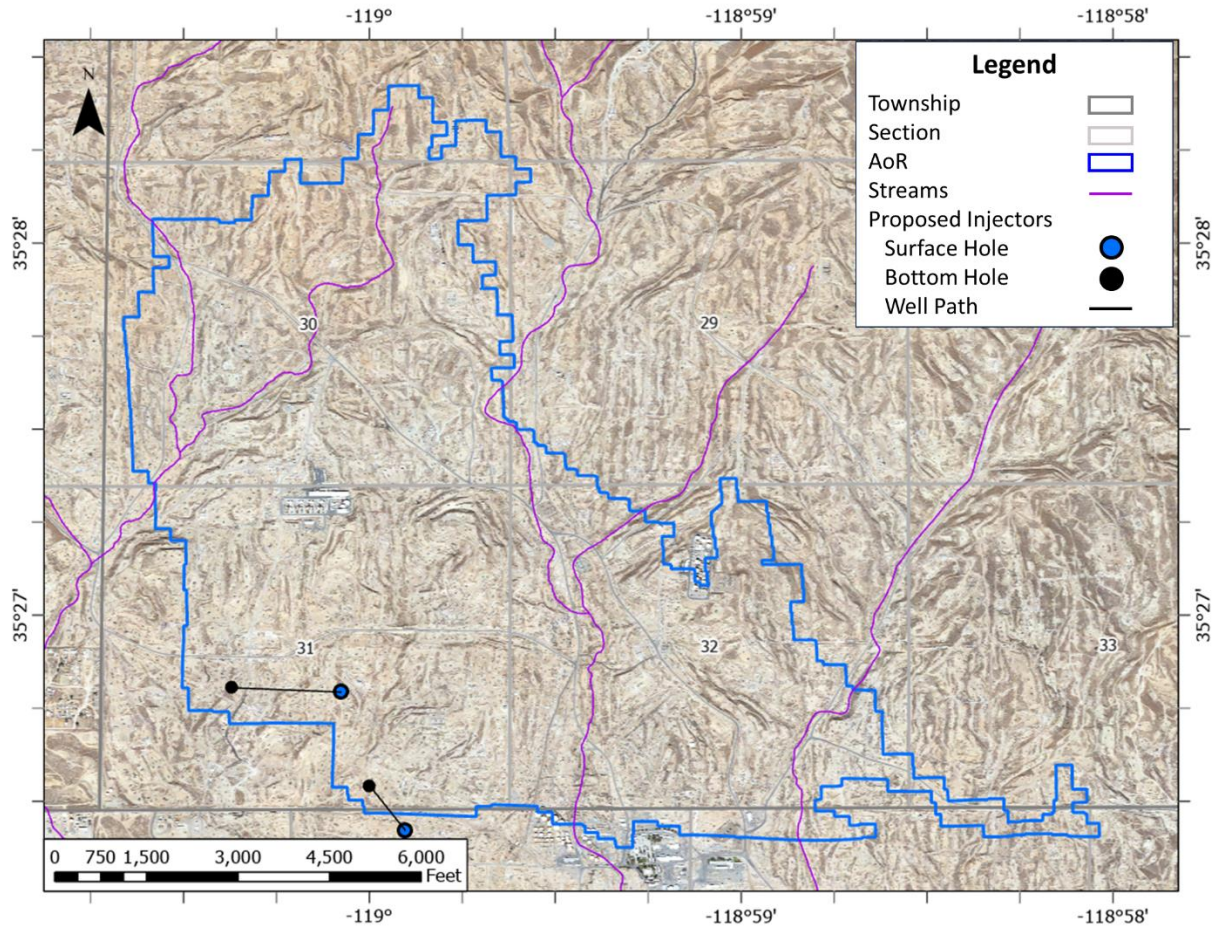 -119° -118°59' -118°58'
N
Legend
Township
Section
AoR
Streams
Proposed Injectors
Surface Hole
Bottom Hole
Well Path
35°28' 35°28'
30 29
35°27' 35°27'
31 32 33
0 750 1,500 3,000 4,500 6,000
Feet
-119° -118°59' -118°58'